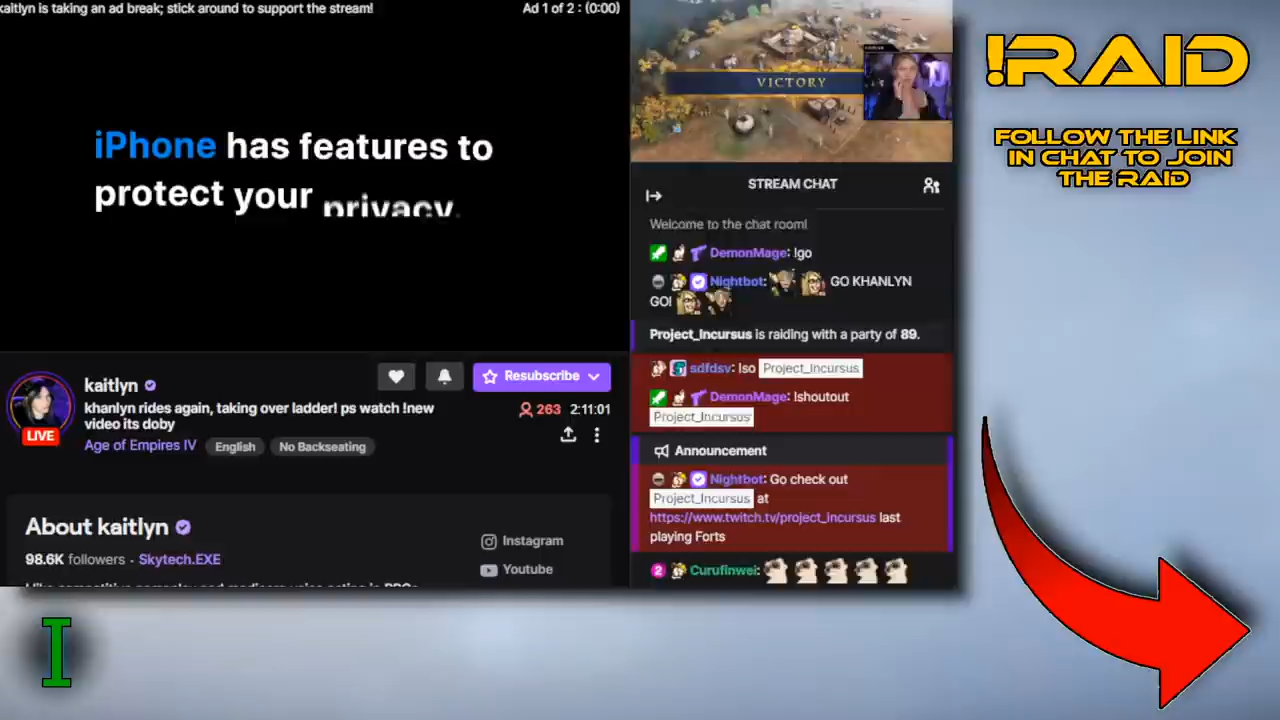 kaitlyn is taking an ad break; stick around to support the stream!
Ad 1 of 2 : (0:00)
iPhone has features to
protect your privacy.
kaitlyn
LIVE
khanlyn rides again, taking over ladder! ps watch !new
video its doby
Age of Empires IV
English
No Backseating
Resubscribe
263
2:11:01
About kaitlyn
98.6K followers · Skytech.EXE
Instagram
Youtube
VICTORY
STREAM CHAT
Welcome to the chat room!
DemonMage: !go
Nightbot: GO KHANLYN
GO!
Project_Incursus is raiding with a party of 89.
sdfdsv: !so Project_Incursus
DemonMage: !shoutout
Project_Incursus
Announcement
Nightbot: Go check out
Project_Incursus at
https://www.twitch.tv/project_incursus last
playing Forts
2 Curufinwei:
!RAID
FOLLOW THE LINK
IN CHAT TO JOIN
THE RAID
I